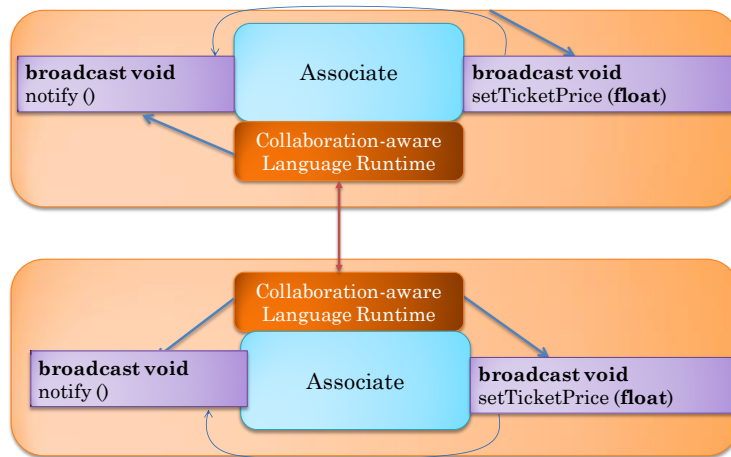 broadcast void
notify ()
Associate
broadcast void
setTicketPrice (float)
Collaboration-aware
Language Runtime
Collaboration-aware
Language Runtime
broadcast void
notify ()
Associate
broadcast void
setTicketPrice (float)